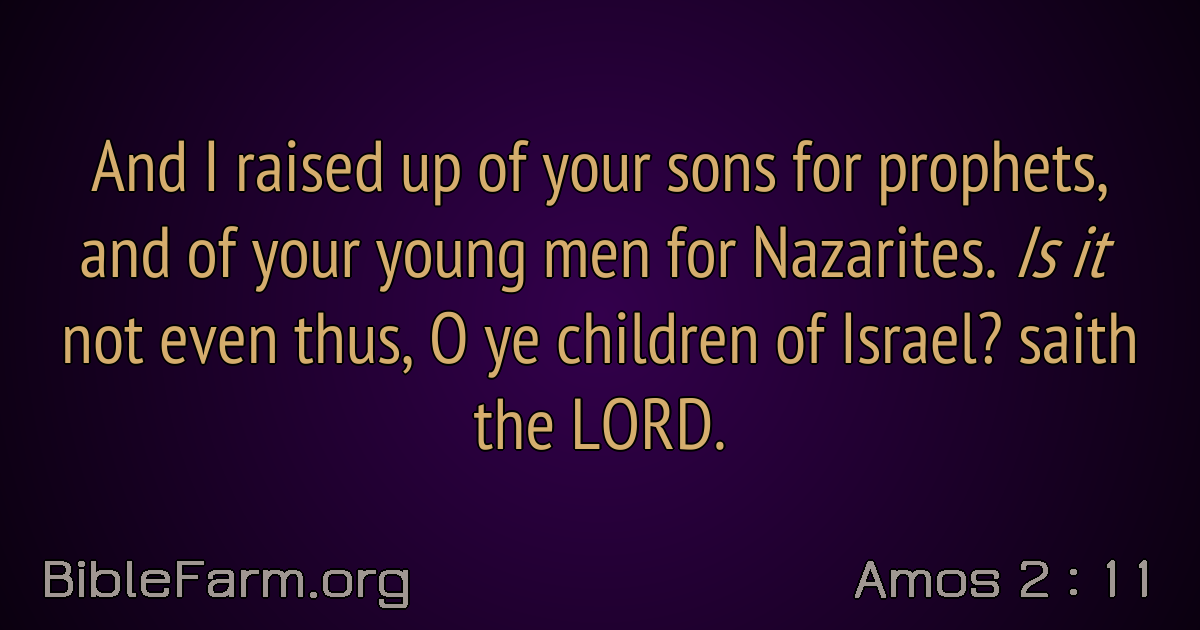 And I raised up of your sons for prophets,
and of your young men for Nazarites. Is it
not even thus, O ye children of Israel? saith
the LORD.
BibleFarm.org
Amos 2 : 11